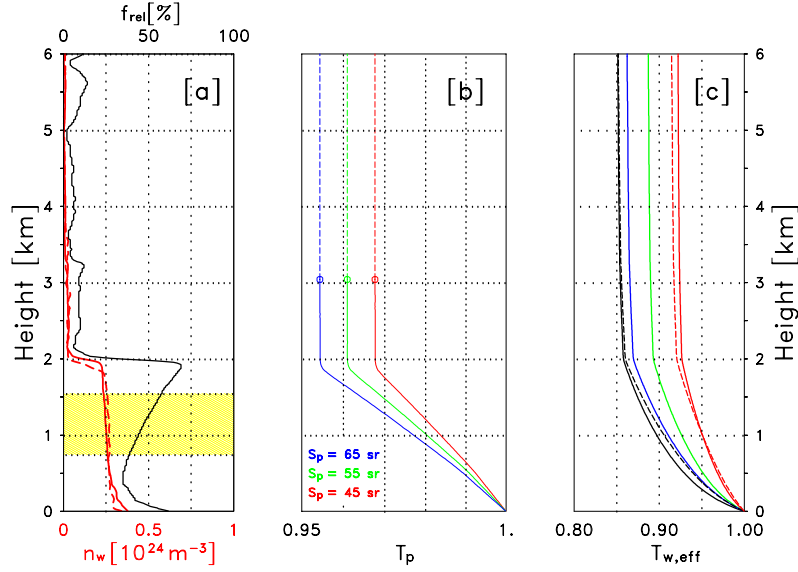 f_rel[%]
0 50 100
6 6
[a] [b] [c]
5 5
4 4
Height [km] Height [km]
3 3
2 2
1 1
S_p = 65 sr
S_p = 55 sr
S_p = 45 sr
0 0
0 0.5 1 0.95 1. 0.80 0.90 1.00
n_w[10^24 m^-3] T_p T_w,eff